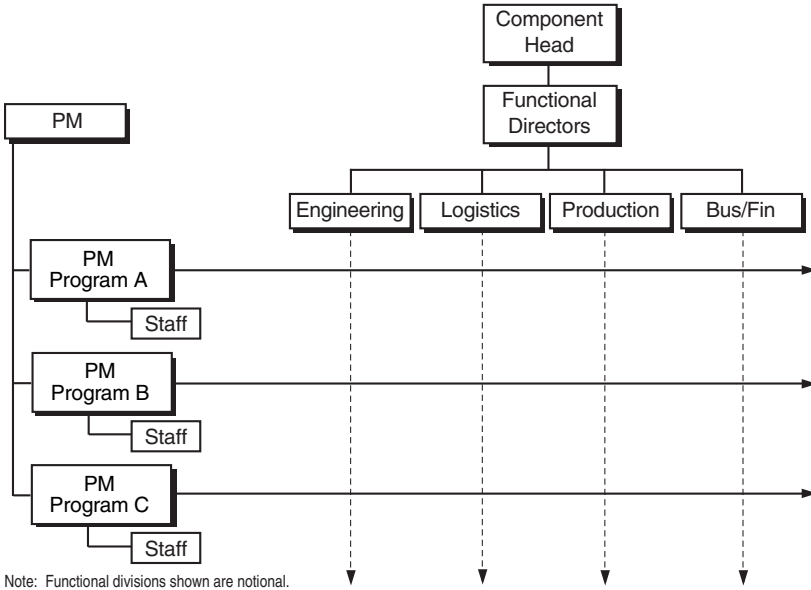 Component
Head
Functional
Directors
PM
Engineering
Logistics
Production
Bus/Fin
PM
Program A
Staff
PM
Program B
Staff
PM
Program C
Staff
Note: Functional divisions shown are notional.